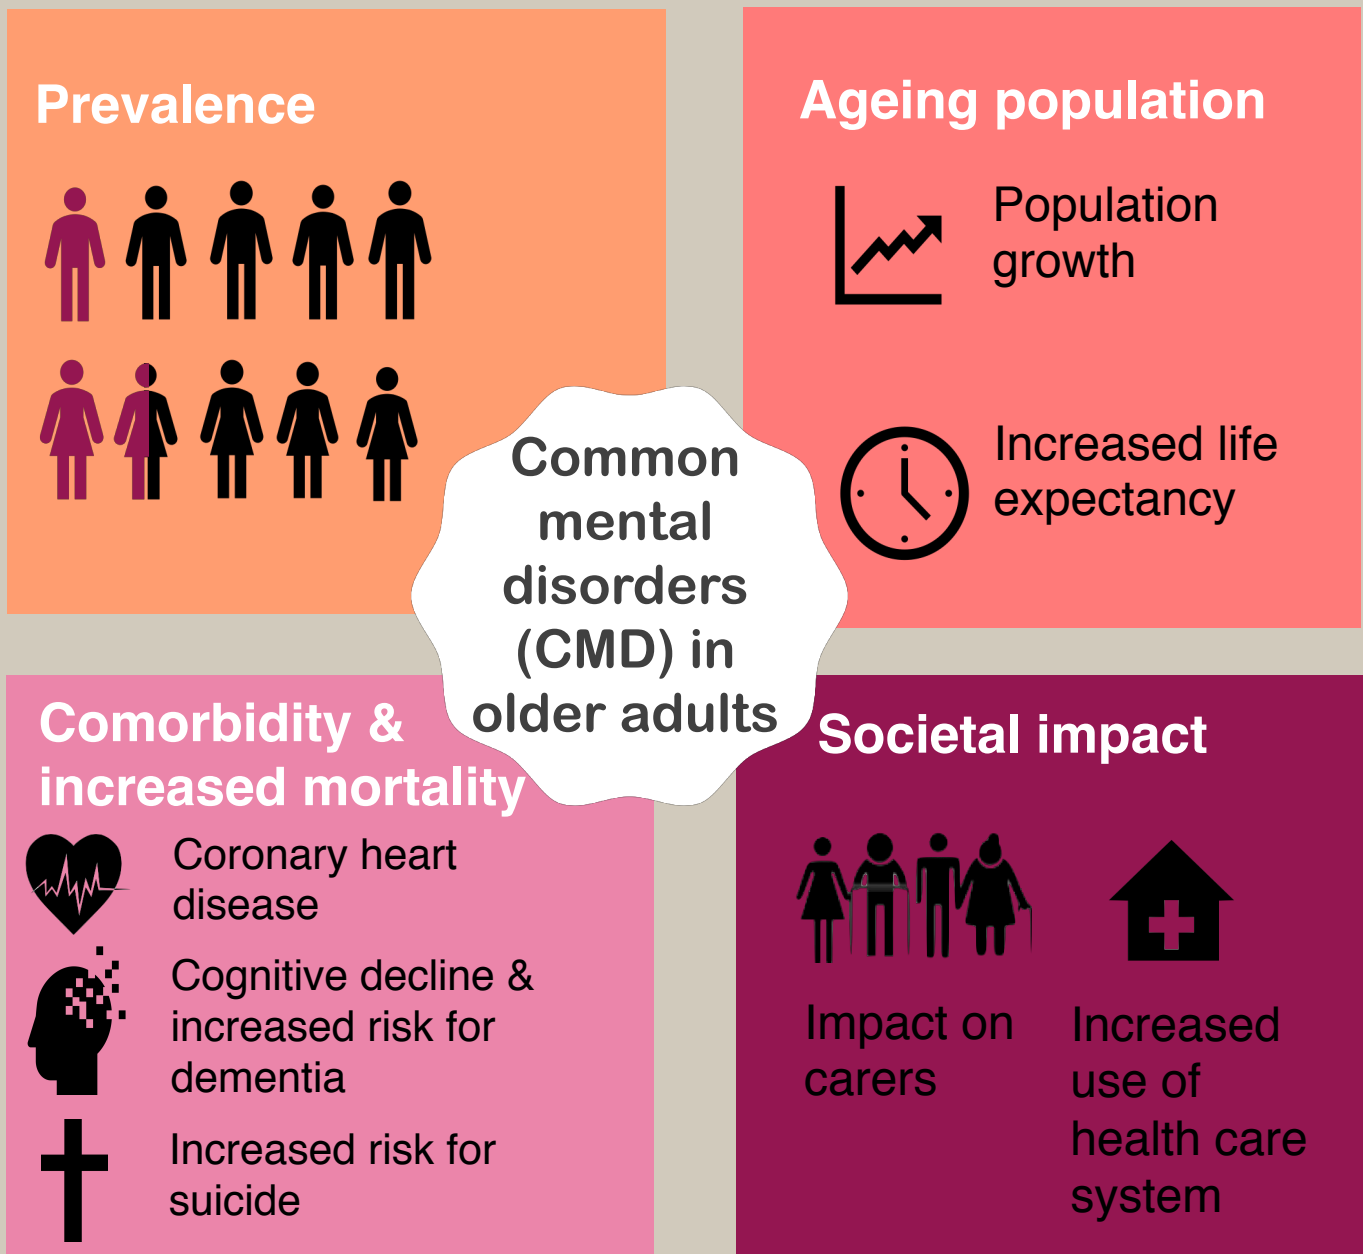 Prevalence
Ageing population
Population
growth
Increased life
expectancy
Common
mental
disorders
(CMD) in
older adults
Comorbidity &
increased mortality
Coronary heart
disease
Cognitive decline &
increased risk for
dementia
Increased risk for
suicide
Societal impact
Impact on
carers
Increased
use of
health care
system